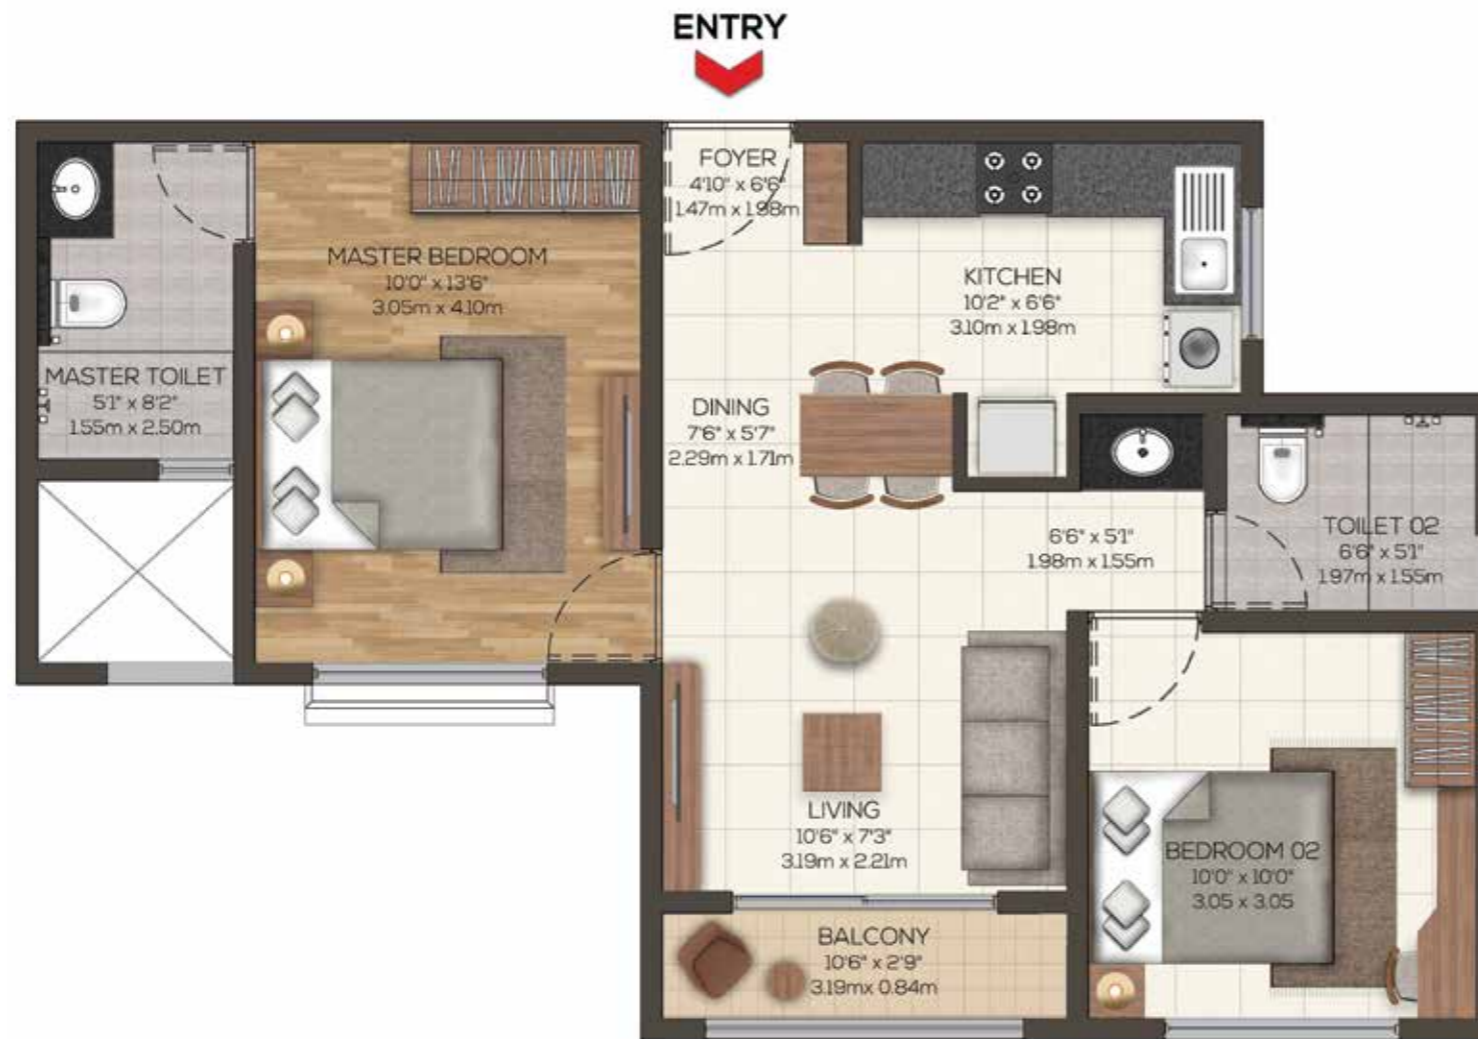 ENTRY
FOYER
4'10" x 6'6"
1.47m x 1.98m
MASTER BEDROOM
10'0" x 13'6"
3.05m x 4.10m
KITCHEN
10'2" x 6'6"
3.10m x 1.98m
MASTER TOILET
5'1" x 8'2"
1.55m x 2.50m
DINING
7'6" x 5'7"
2.29m x 1.71m
6'6" x 5'1"
1.98m x 1.55m
TOILET 02
6'6" x 5'1"
1.97m x 1.55m
LIVING
10'6" x 7'3"
3.19m x 2.21m
BEDROOM 02
10'0" x 10'0"
3.05 x 3.05
BALCONY
10'6" x 2'9"
3.19mx 0.84m